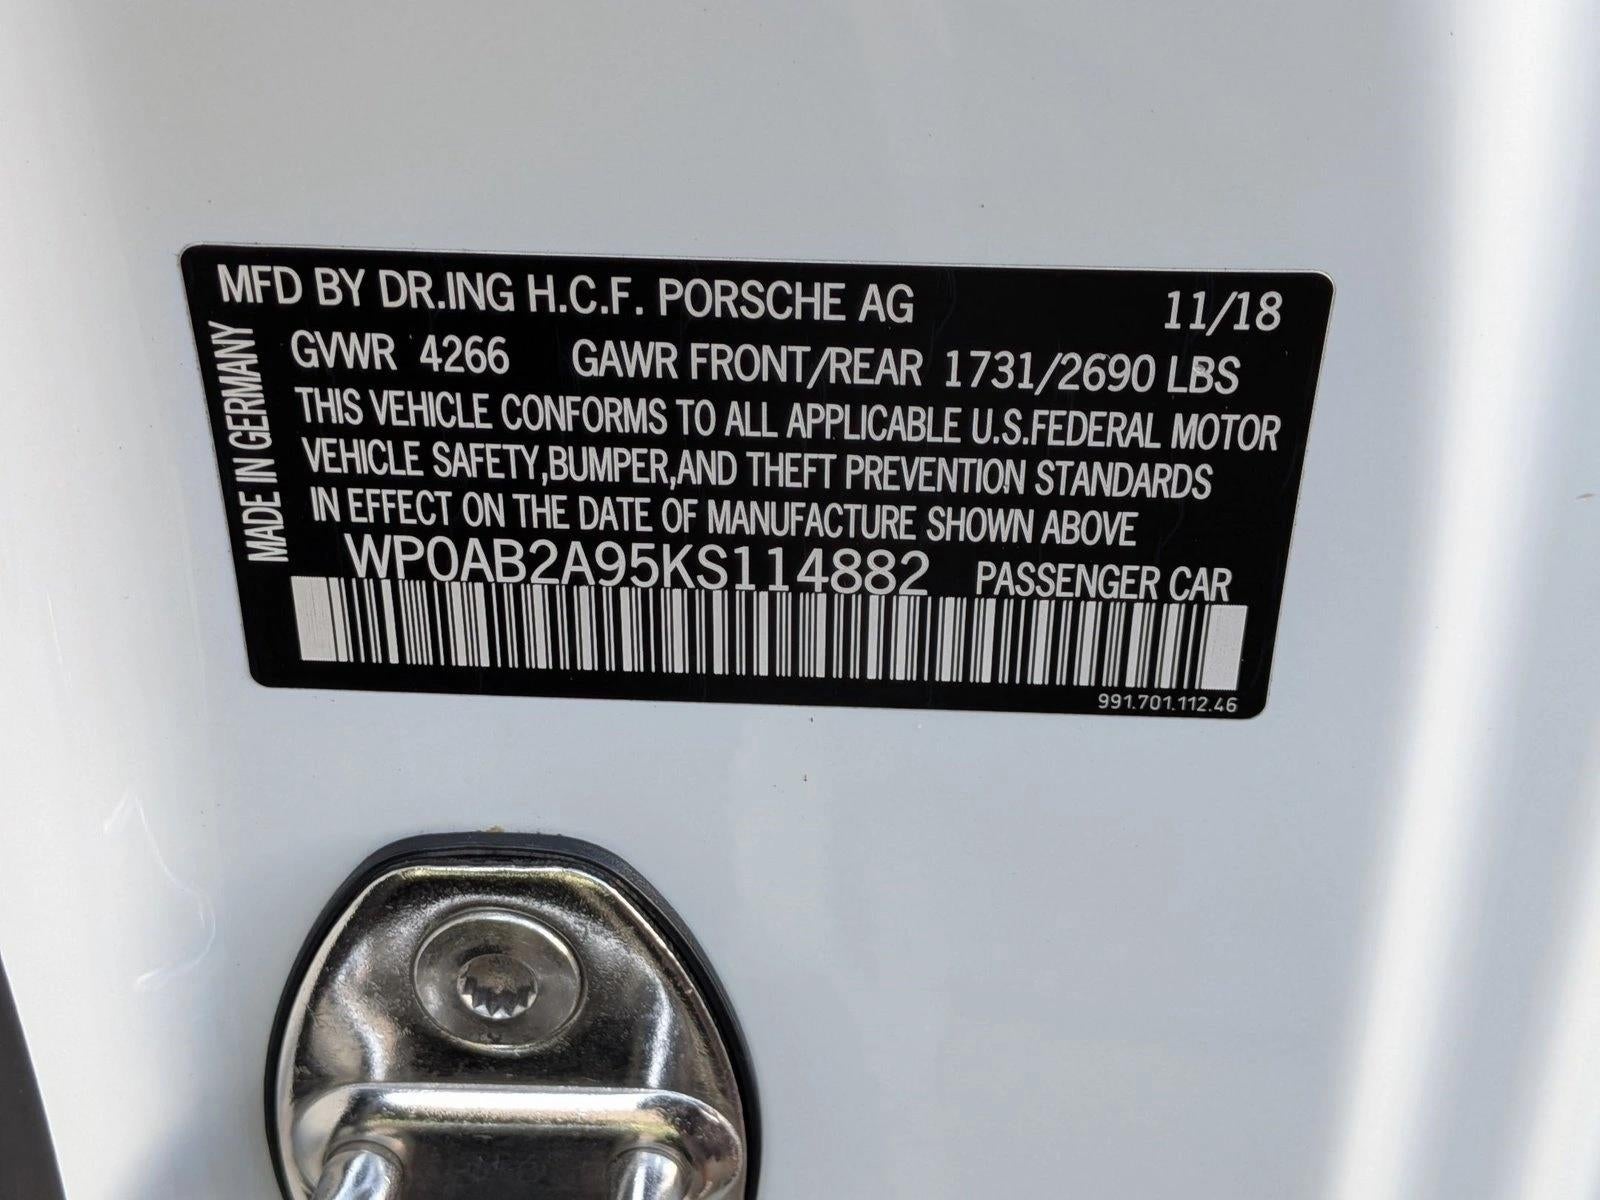 MFD BY DR.ING H.C.F. PORSCHE AG 11/18
GVWR 4266 GAWR FRONT/REAR 1731/2690 LBS
THIS VEHICLE CONFORMS TO ALL APPLICABLE U.S.FEDERAL MOTOR
VEHICLE SAFETY,BUMPER,AND THEFT PREVENTION STANDARDS
IN EFFECT ON THE DATE OF MANUFACTURE SHOWN ABOVE
WP0AB2A95KS114882 PASSENGER CAR
991.701.112.46
MADE IN GERMANY